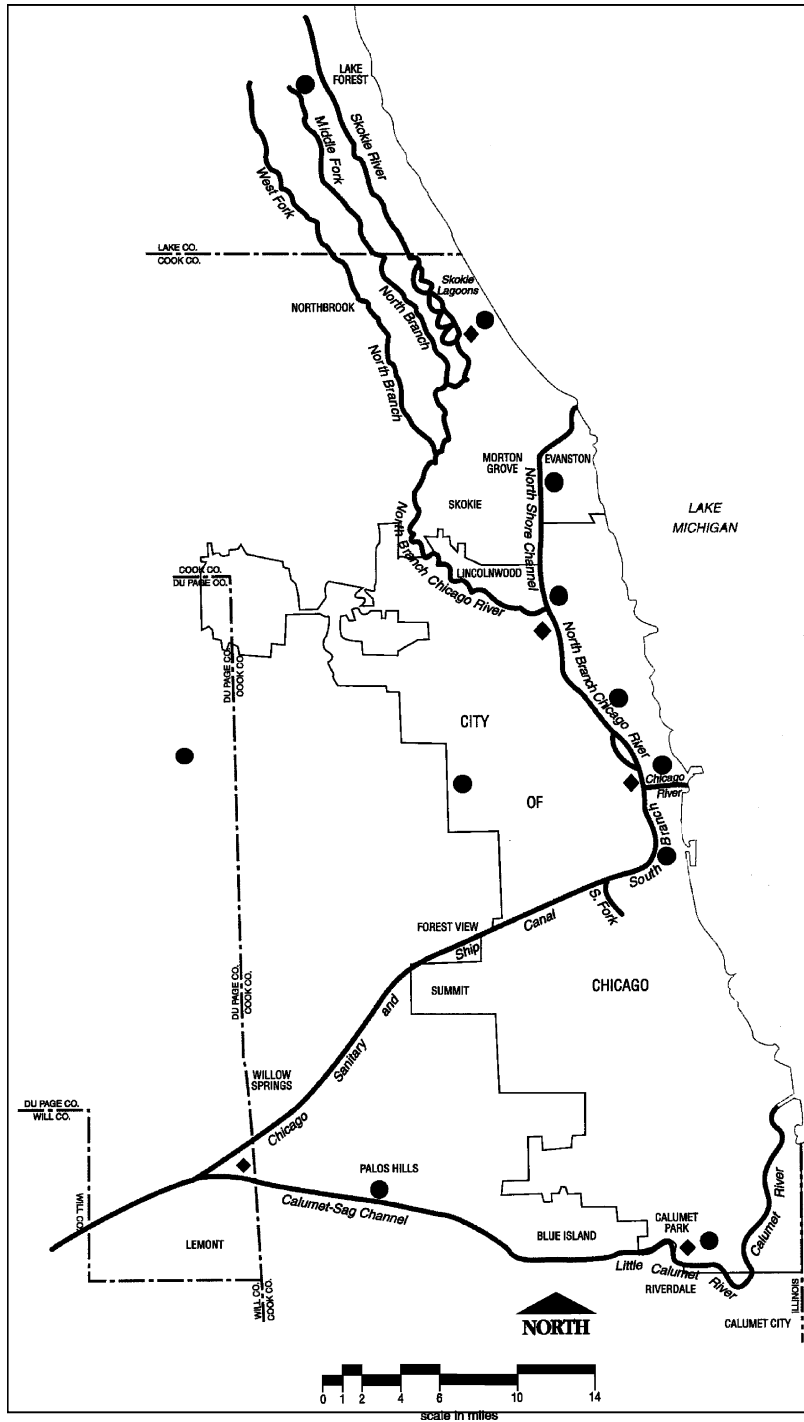 LAKE
FOREST
Skokie River
Middle Fork
West Fork
LAKE CO.
COOK CO.
Skokie
Lagoons
NORTHBROOK
North Branch
North Branch
MORTON
GROVE
EVANSTON
SKOKIE
North Shore Channel
LAKE
MICHIGAN
North Branch Chicago River
LINCOLNWOOD
COOK CO.
DU PAGE CO.
North Branch Chicago River
DU PAGE CO.
COOK CO.
CITY
OF
CHICAGO
Chicago
River
South Branch
S. Fork
FOREST VIEW
SUMMIT
Chicago Sanitary and Ship Canal
DU PAGE CO.
COOK CO.
WILLOW
SPRINGS
DU PAGE CO.
WILL CO.
PALOS HILLS
Calumet-Sag Channel
WILL CO.
LEMONT
BLUE ISLAND
CALUMET
PARK
Calumet River
Little Calumet River
RIVERDALE
WILL CO.
COOK CO.
ILLINOIS
CALUMET CITY
NORTH
0 1 2 4 6 10 14
scale in miles